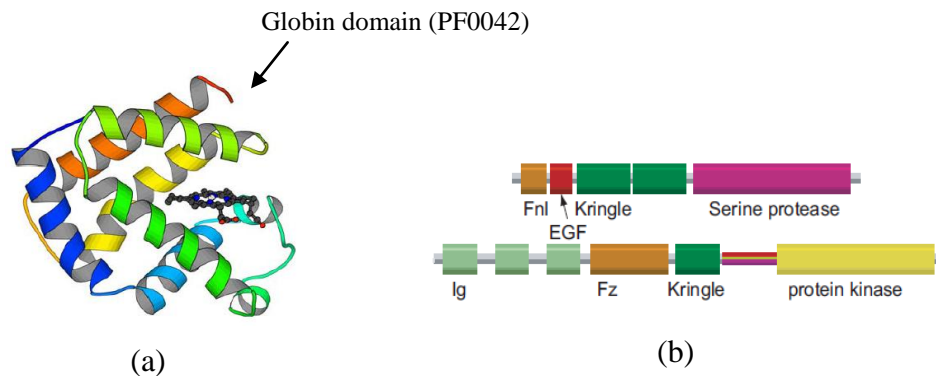 Globin domain (PF0042)
FnI Kringle Serine protease
EGF
Ig Fz Kringle protein kinase
(a) (b)